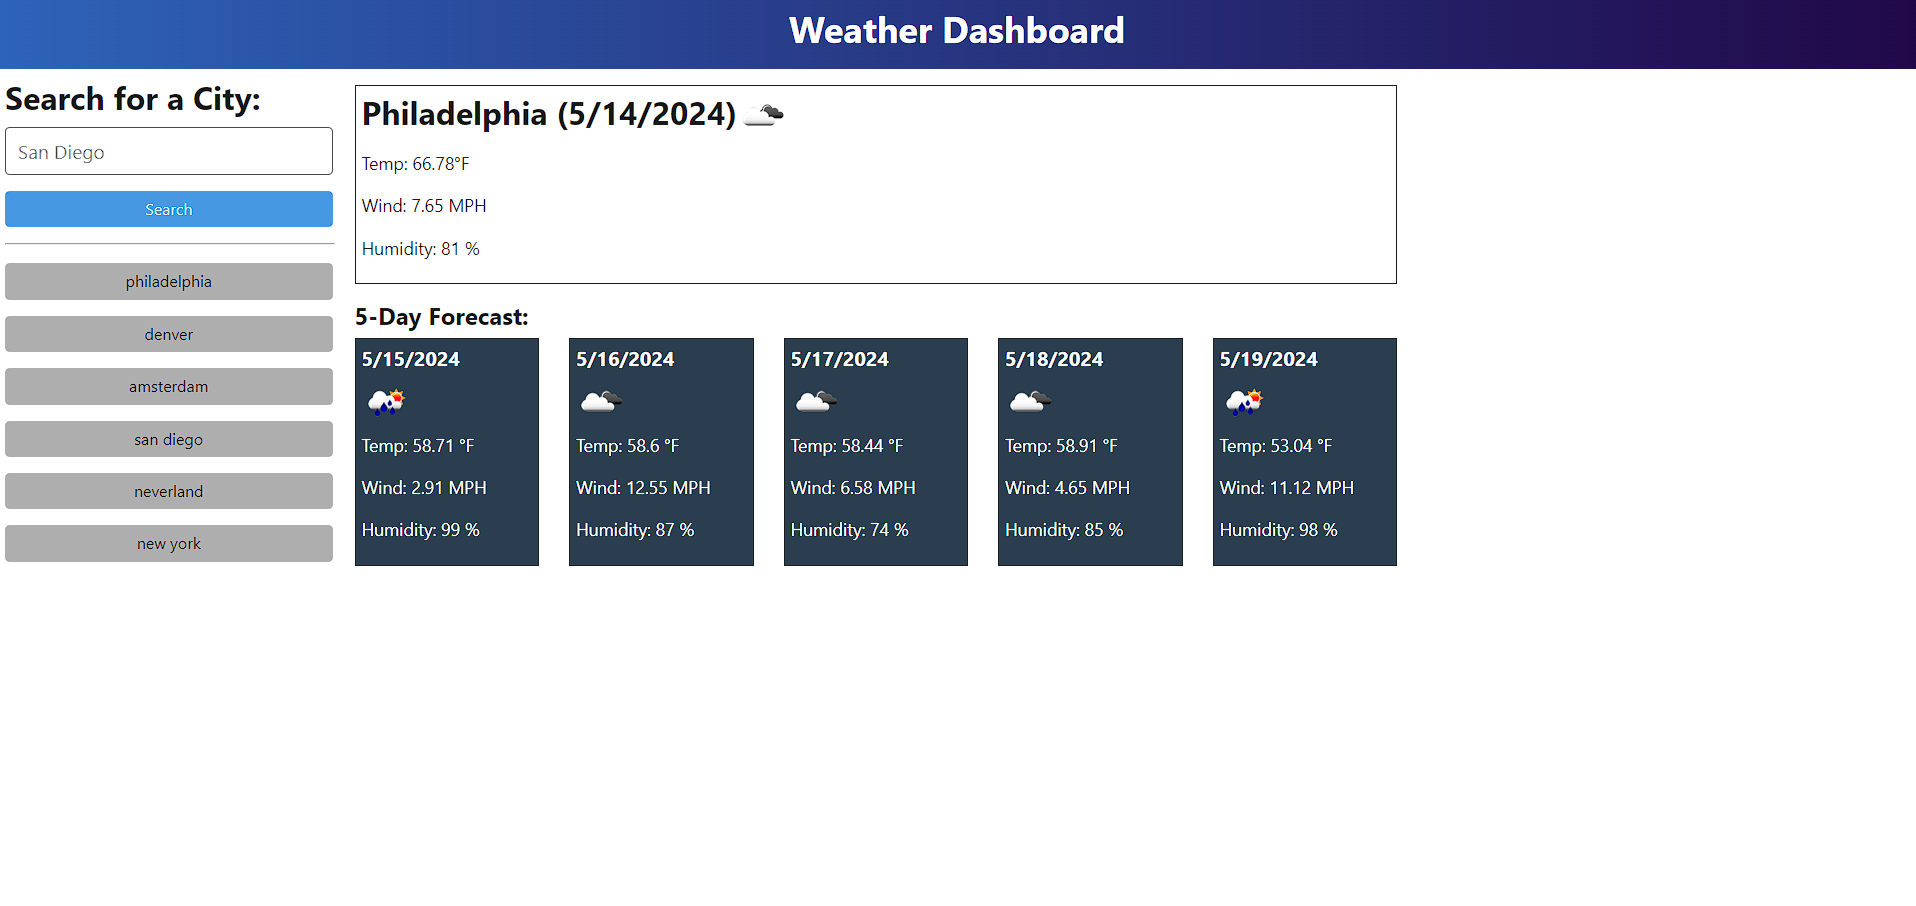 Weather Dashboard
Search for a City:
San Diego
Search
philadelphia
denver
amsterdam
san diego
neverland
new york
Philadelphia (5/14/2024)
Temp: 66.78°F
Wind: 7.65 MPH
Humidity: 81 %
5-Day Forecast:
5/15/2024
Temp: 58.71 °F
Wind: 2.91 MPH
Humidity: 99 %
5/16/2024
Temp: 58.6 °F
Wind: 12.55 MPH
Humidity: 87 %
5/17/2024
Temp: 58.44 °F
Wind: 6.58 MPH
Humidity: 74 %
5/18/2024
Temp: 58.91 °F
Wind: 4.65 MPH
Humidity: 85 %
5/19/2024
Temp: 53.04 °F
Wind: 11.12 MPH
Humidity: 98 %